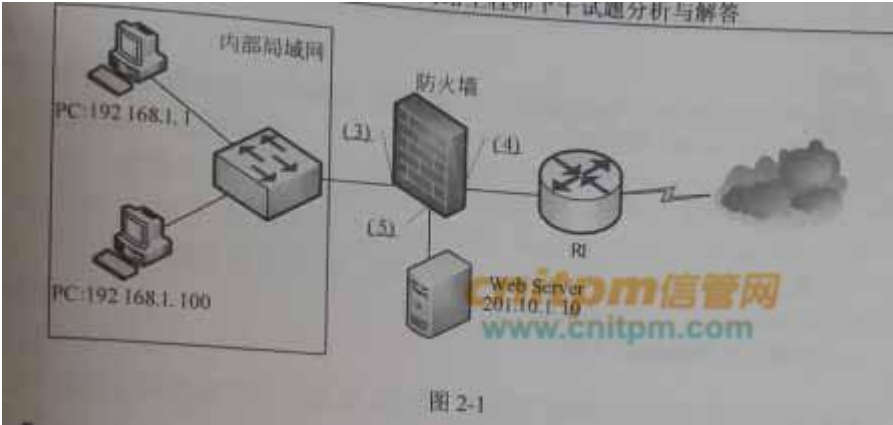 程师下午试题分析与解答
内部局域网
防火墙
PC:192 168.1. 1
(3)
(4)
(5)
RI
PC:192 168.1. 100
Web Server
201.10.1.10
cnitpm信管网
www.cnitpm.com
图 2-1